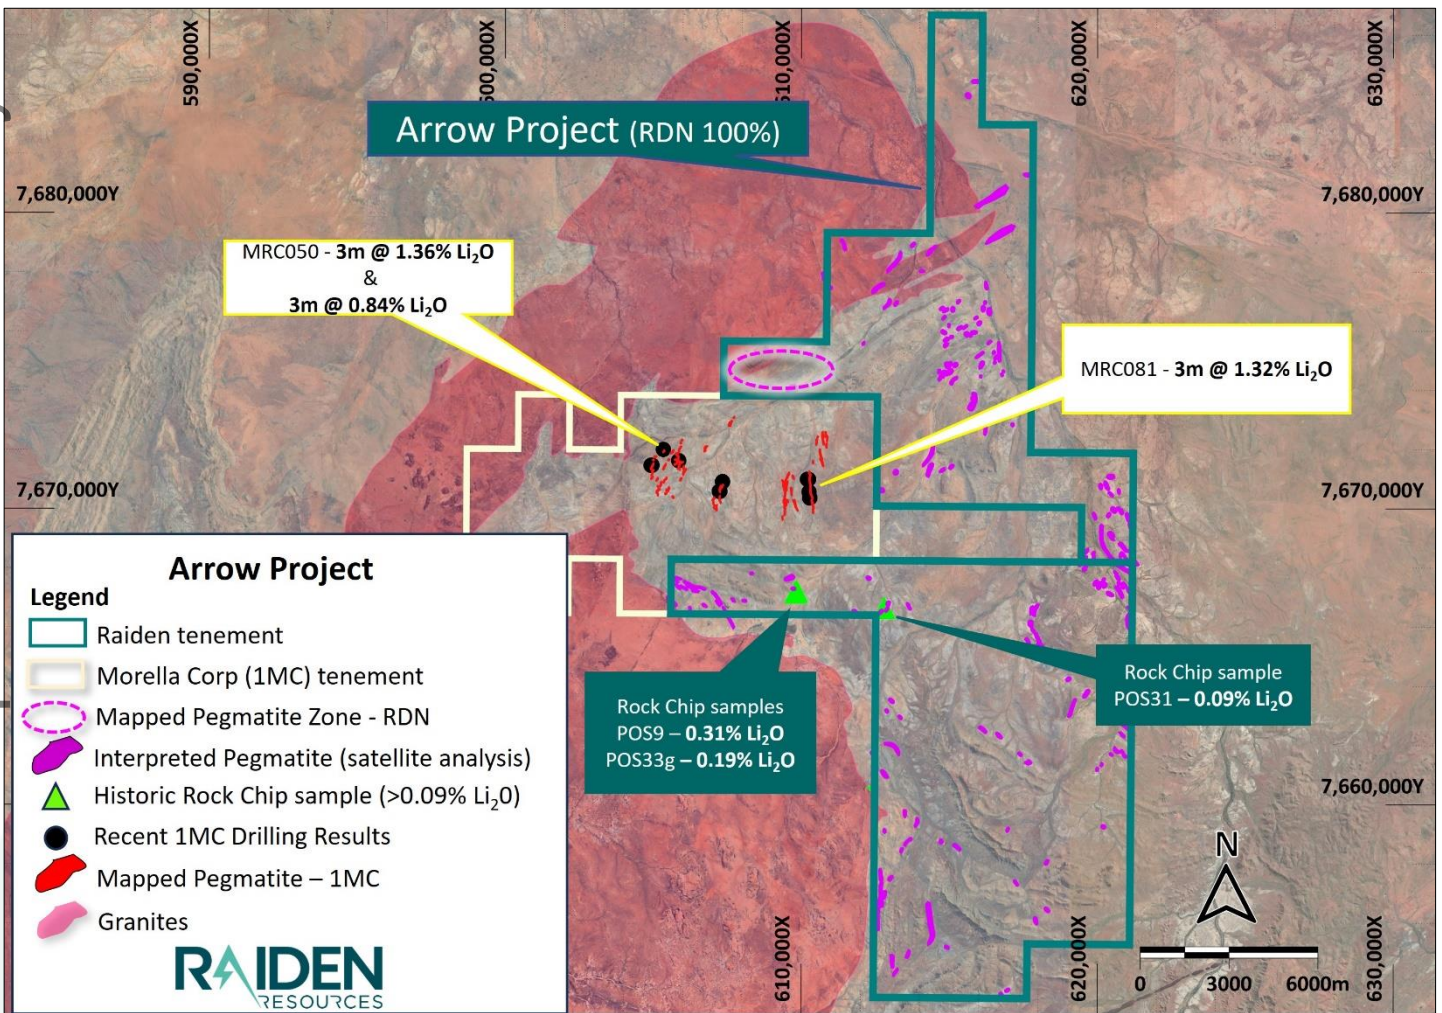 590,000X
600,000X
610,000X
620,000X
630,000X
Arrow Project (RDN 100%)
7,680,000Y
7,680,000Y
MRC050 - 3m @ 1.36% Li₂O
&
3m @ 0.84% Li₂O
MRC081 - 3m @ 1.32% Li₂O
7,670,000Y
7,670,000Y
Arrow Project
Legend
Raiden tenement
Morella Corp (1MC) tenement
Mapped Pegmatite Zone - RDN
Interpreted Pegmatite (satellite analysis)
Historic Rock Chip sample (>0.09% Li₂0)
Recent 1MC Drilling Results
Mapped Pegmatite – 1MC
Granites
RAIDEN
RESOURCES
Rock Chip samples
POS9 – 0.31% Li₂O
POS33g – 0.19% Li₂O
Rock Chip sample
POS31 – 0.09% Li₂O
7,660,000Y
N
0 3000 6000m
610,000X
620,000X
630,000X